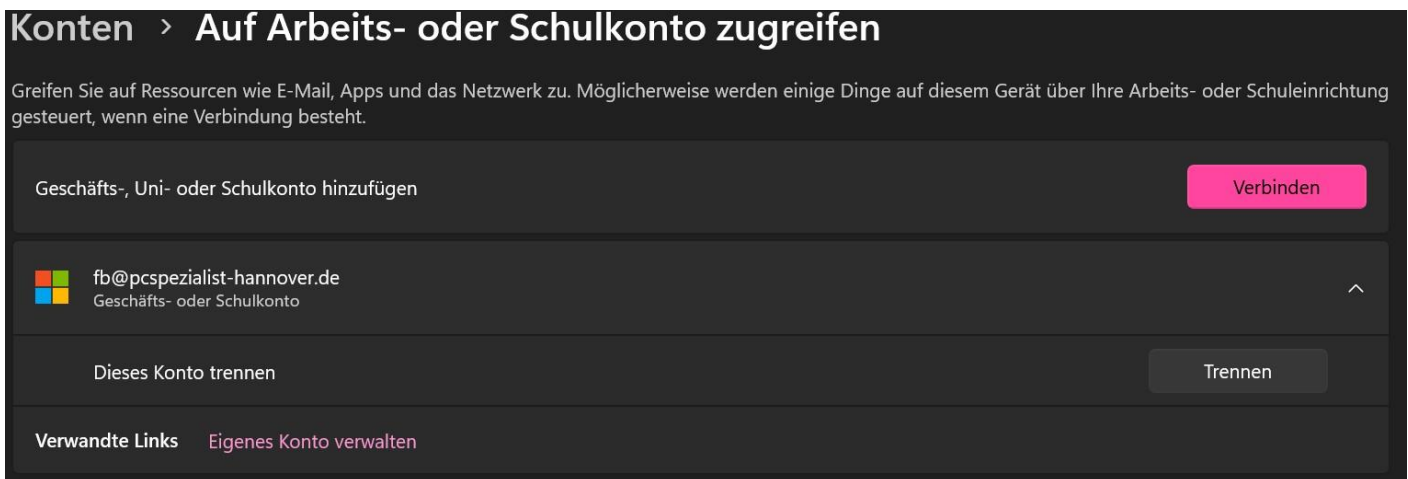 Konten > Auf Arbeits- oder Schulkonto zugreifen
Greifen Sie auf Ressourcen wie E-Mail, Apps und das Netzwerk zu. Möglicherweise werden einige Dinge auf diesem Gerät über Ihre Arbeits- oder Schuleinrichtung
gesteuert, wenn eine Verbindung besteht.
Geschäfts-, Uni- oder Schulkonto hinzufügen Verbinden
fb@pcspezialist-hannover.de
Geschäfts- oder Schulkonto
Dieses Konto trennen Trennen
Verwandte Links Eigenes Konto verwalten